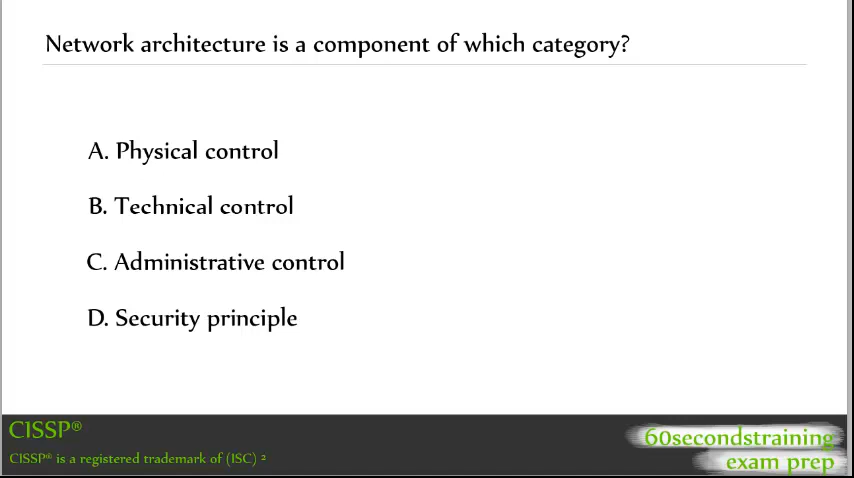 Network architecture is a component of which category?
A. Physical control
B. Technical control
C. Administrative control
D. Security principle
CISSP®
CISSP® is a registered trademark of (ISC) ²
60secondstraining
exam prep